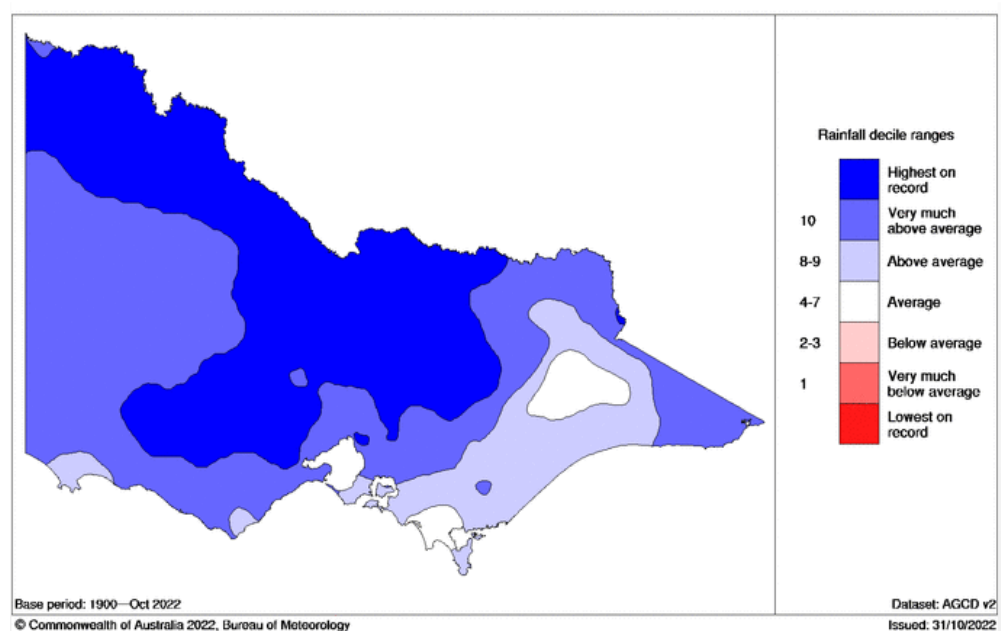 Rainfall decile ranges
Highest on
record
10
Very much
above average
8-9
Above average
4-7
Average
2-3
Below average
1
Very much
below average
Lowest on
record
Base period: 1900—Oct 2022
Dataset: AGCD v2
© Commonwealth of Australia 2022, Bureau of Meteorology
Issued: 31/10/2022